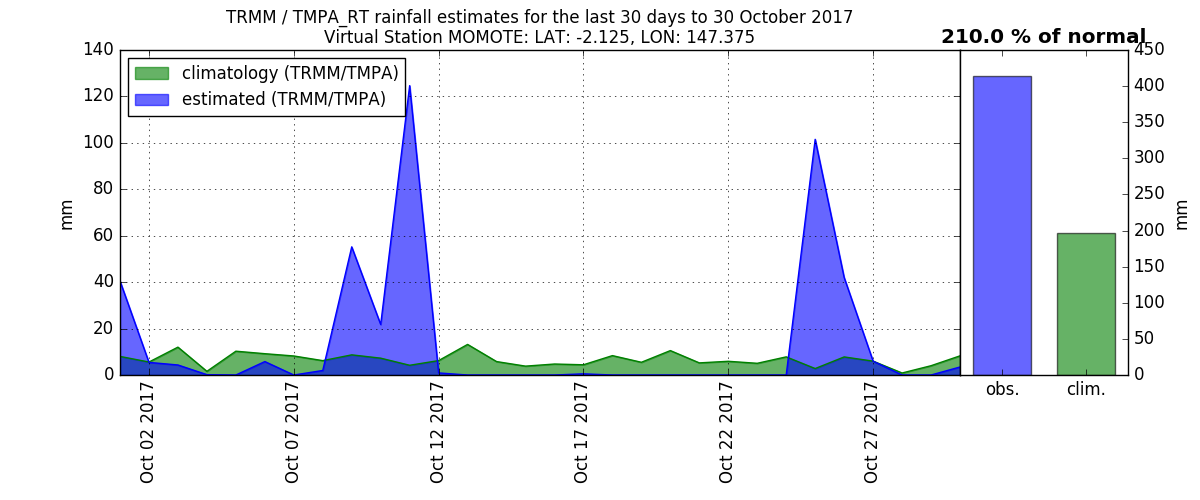 TRMM / TMPA_RT rainfall estimates for the last 30 days to 30 October 2017
Virtual Station MOMOTE: LAT: -2.125, LON: 147.375
210.0 % of normal
climatology (TRMM/TMPA)
estimated (TRMM/TMPA)
mm
140
120
100
80
60
40
20
0
Oct 02 2017
Oct 07 2017
Oct 12 2017
Oct 17 2017
Oct 22 2017
Oct 27 2017
450
400
350
300
250
200
150
100
50
0
mm
obs.
clim.